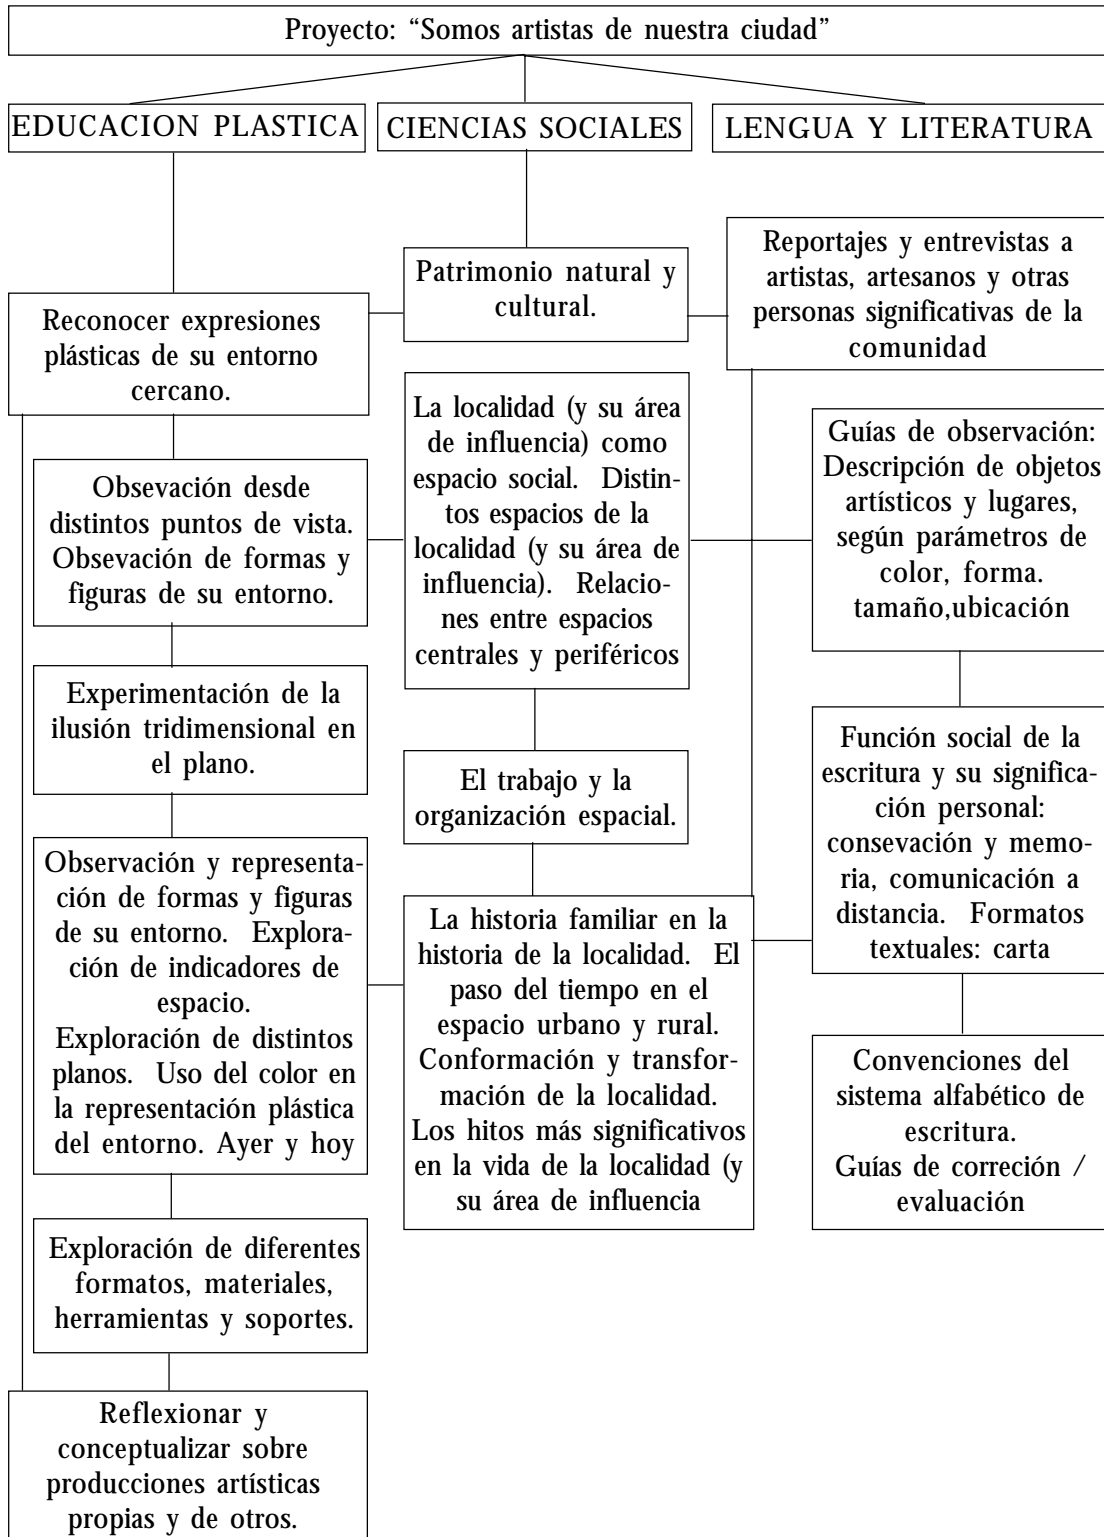 Proyecto: “Somos artistas de nuestra ciudad”
EDUCACION PLASTICA
CIENCIAS SOCIALES
LENGUA Y LITERATURA
Reconocer expresiones
plásticas de su entorno
cercano.
Obsevación desde
distintos puntos de vista.
Obsevación de formas y
figuras de su entorno.
Experimentación de la
ilusión tridimensional en
el plano.
Observación y representa-
ción de formas y figuras
de su entorno. Explora-
ción de indicadores de
espacio.
Exploración de distintos
planos. Uso del color en
la representación plástica
del entorno. Ayer y hoy
Exploración de diferentes
formatos, materiales,
herramientas y soportes.
Reflexionar y
conceptualizar sobre
producciones artísticas
propias y de otros.
Patrimonio natural y
cultural.
La localidad (y su área
de influencia) como
espacio social. Distin-
tos espacios de la
localidad (y su área de
influencia). Relacio-
nes entre espacios
centrales y periféricos
El trabajo y la
organización espacial.
La historia familiar en la
historia de la localidad. El
paso del tiempo en el
espacio urbano y rural.
Conformación y transfor-
mación de la localidad.
Los hitos más significativos
en la vida de la localidad (y
su área de influencia
Reportajes y entrevistas a
artistas, artesanos y otras
personas significativas de la
comunidad
Guías de observación:
Descripción de objetos
artísticos y lugares,
según parámetros de
color, forma.
tamaño,ubicación
Función social de la
escritura y su significa-
ción personal:
consevación y memo-
ria, comunicación a
distancia. Formatos
textuales: carta
Convenciones del
sistema alfabético de
escritura.
Guías de correción /
evaluación